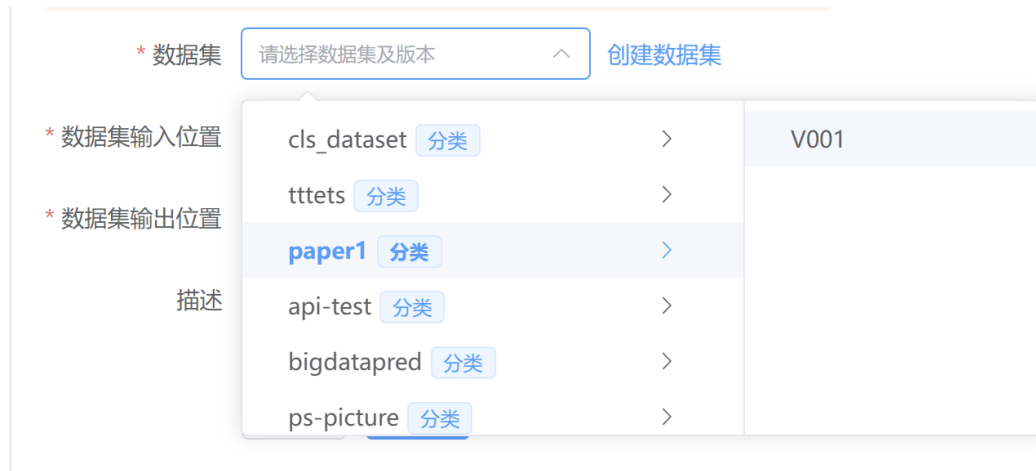 * 数据集 请选择数据集及版本 创建数据集
* 数据集输入位置
* 数据集输出位置
描述
cls_dataset 分类
tttets 分类
paper1 分类
api-test 分类
bigdatapred 分类
ps-picture 分类
V001